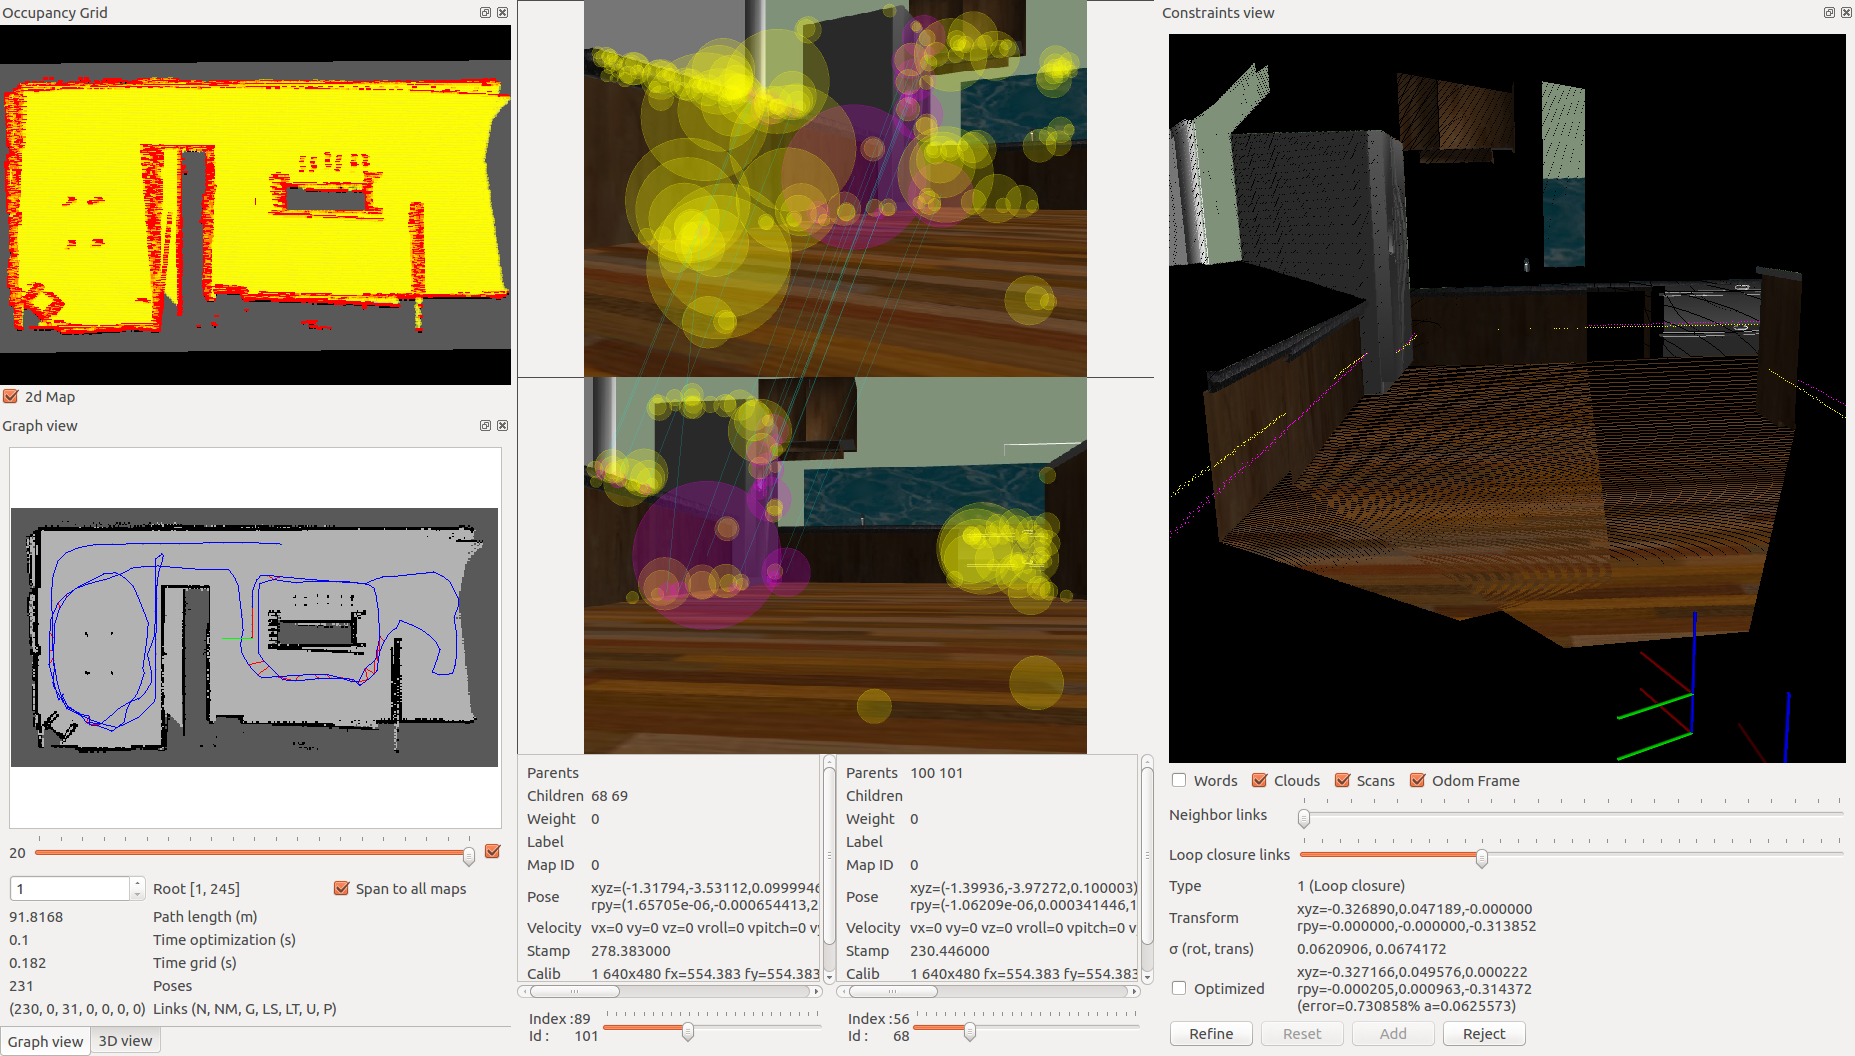 Occupancy Grid
2d Map
Graph view
20
1
Root [1, 245]
Span to all maps
91.8168
Path length (m)
0.1
Time optimization (s)
0.182
Time grid (s)
231
Poses
(230, 0, 31, 0, 0, 0, 0)
Links (N, NM, G, LS, LT, U, P)
Graph view
3D view
Parents
Children 68 69
Weight 0
Label
Map ID 0
Pose
xyz=(-1.31794,-3.53112,0.0999946
rpy=(1.65705e-06,-0.000654413,2
Velocity vx=0 vy=0 vz=0 vroll=0 vpitch=0 vy
Stamp 278.383000
Calib 1 640x480 fx=554.383 fy=554.383
Index :89
Id : 101
Parents 100 101
Children
Weight 0
Label
Map ID 0
Pose
xyz=(-1.39936,-3.97272,0.100003)
rpy=(-1.06209e-06,0.000341446,1
Velocity vx=0 vy=0 vz=0 vroll=0 vpitch=0 v
Stamp 230.446000
Calib 1 640x480 fx=554.383 fy=554.383
Index :56
Id : 68
Constraints view
Words Clouds Scans Odom Frame
Neighbor links
Loop closure links
Type 1 (Loop closure)
Transform
xyz=-0.326890,0.047189,-0.000000
rpy=-0.000000,-0.000000,-0.313852
σ (rot, trans) 0.0620906, 0.0674172
Optimized
xyz=-0.327166,0.049576,0.000222
rpy=-0.000205,0.000963,-0.314372
(error=0.730858% a=0.0625573)
Refine Reset Add Reject